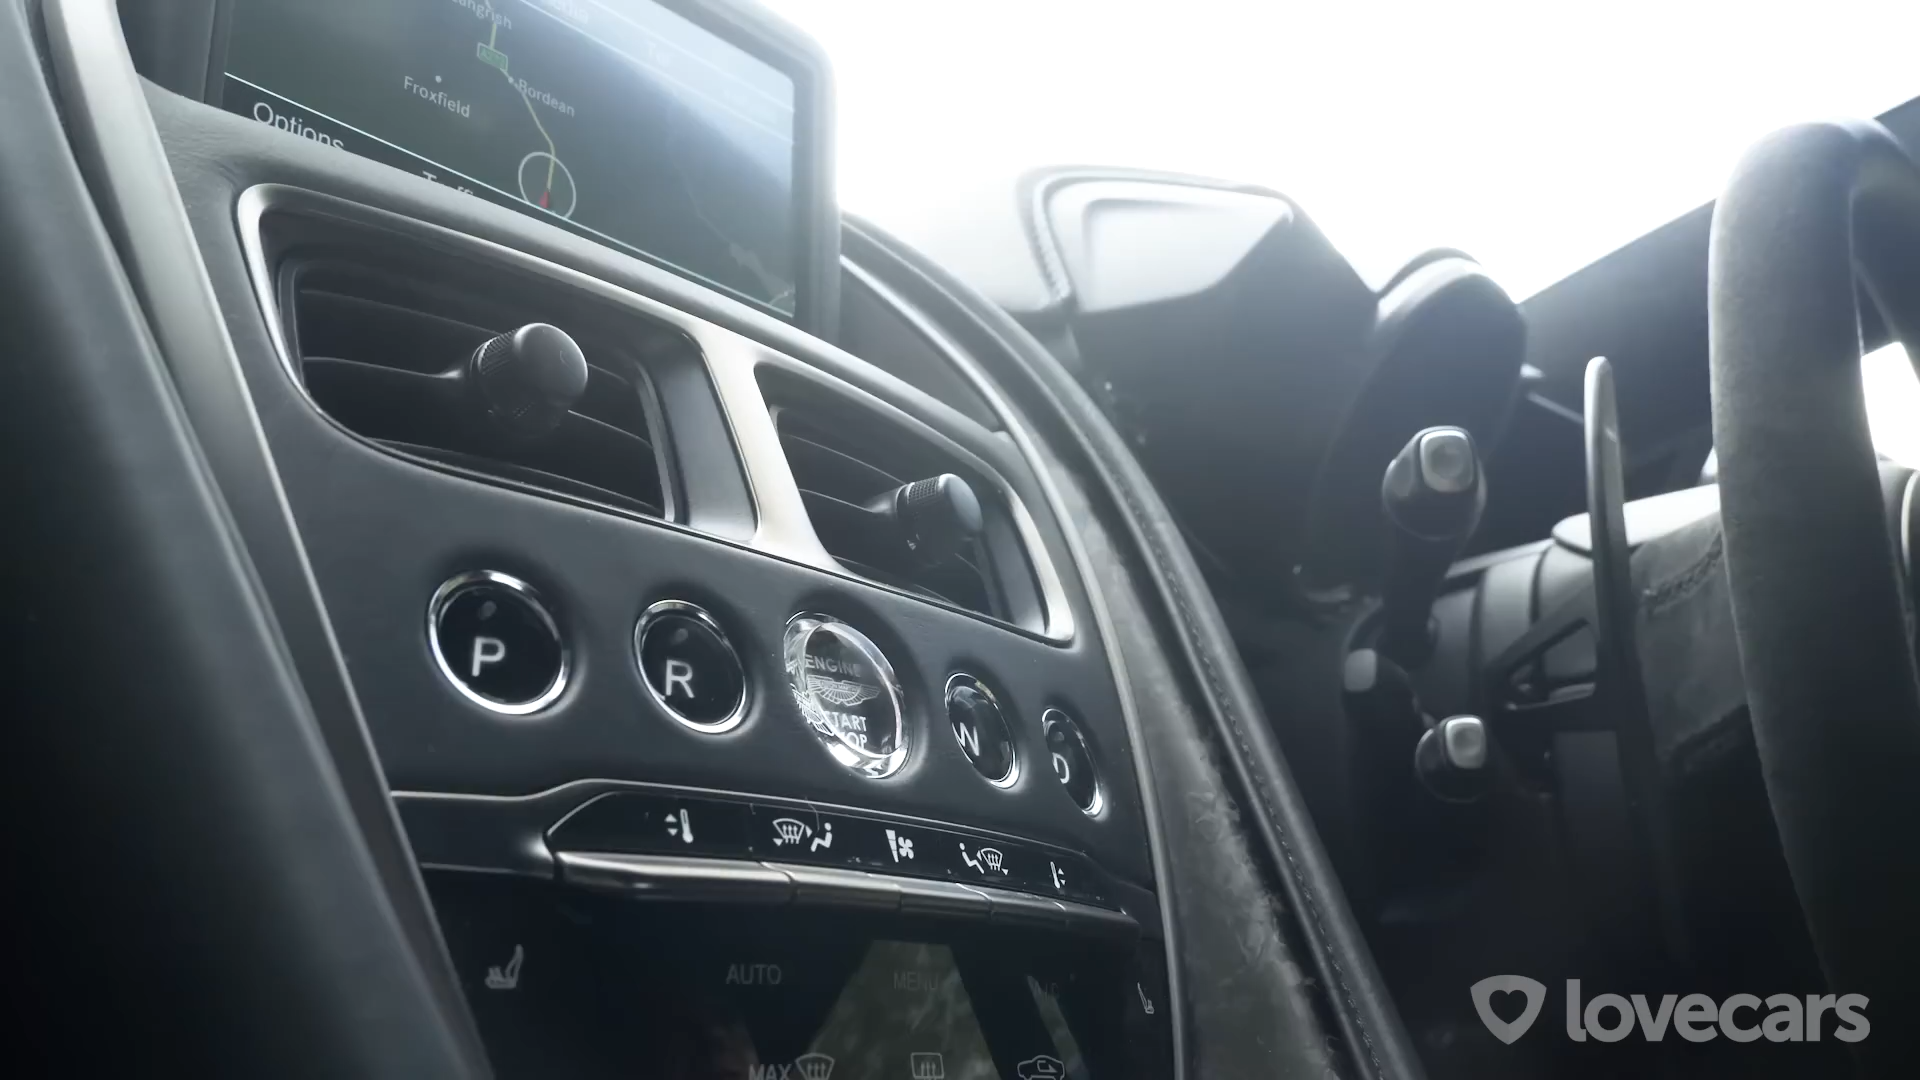 Froxfield
Bordean
Options
P
R
ENGINE
START
STOP
N
D
AUTO
MENU
MAX
lovecars